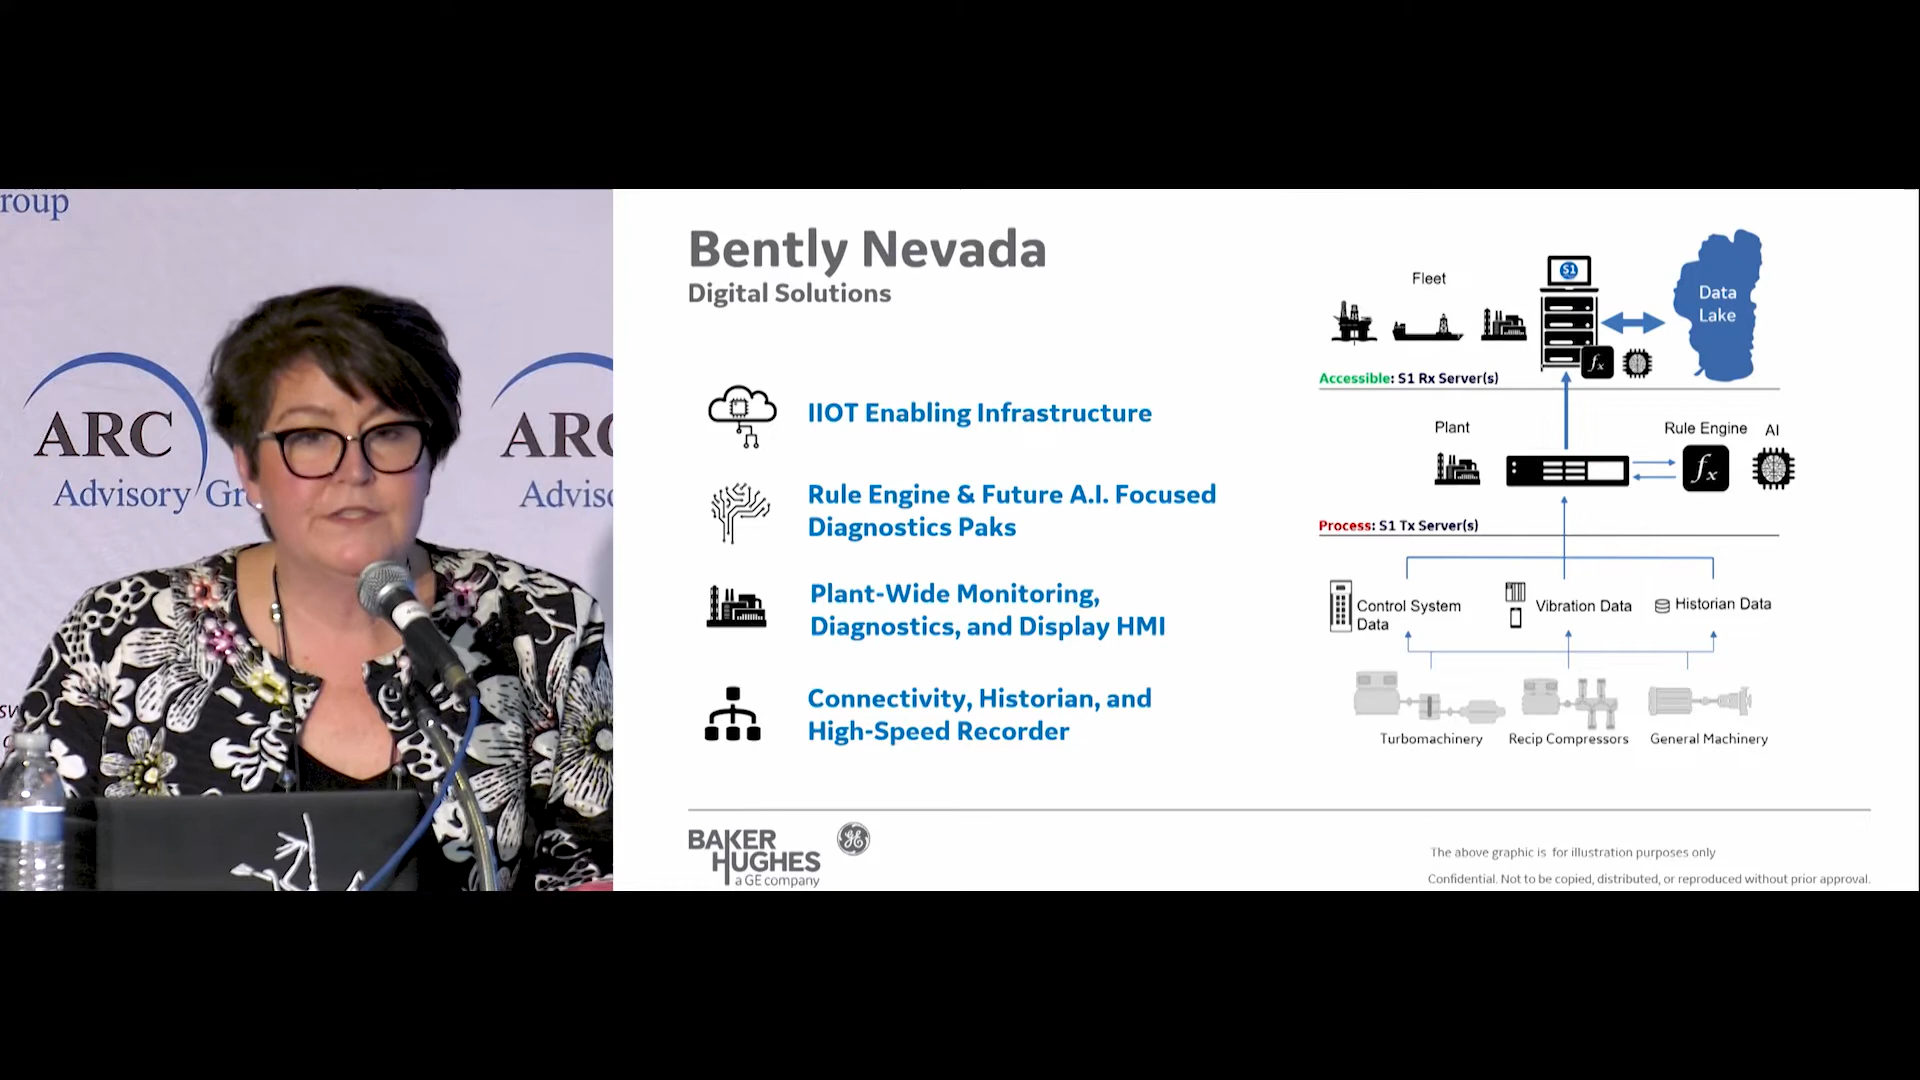 roup
ARC
Advisory Gr
ARC
Advis
Bently Nevada
Digital Solutions
IIOT Enabling Infrastructure
Rule Engine & Future A.I. Focused
Diagnostics Paks
Plant-Wide Monitoring,
Diagnostics, and Display HMI
Connectivity, Historian, and
High-Speed Recorder
Fleet
S1
Data
Lake
fx
Accessible: S1 Rx Server(s)
Plant
Rule Engine
AI
fx
Process: S1 Tx Server(s)
Control System
Data
Vibration Data
Historian Data
Turbomachinery
Recip Compressors
General Machinery
BAKER
HUGHES
a GE company
GE
The above graphic is for illustration purposes only
Confidential. Not to be copied, distributed, or reproduced without prior approval.